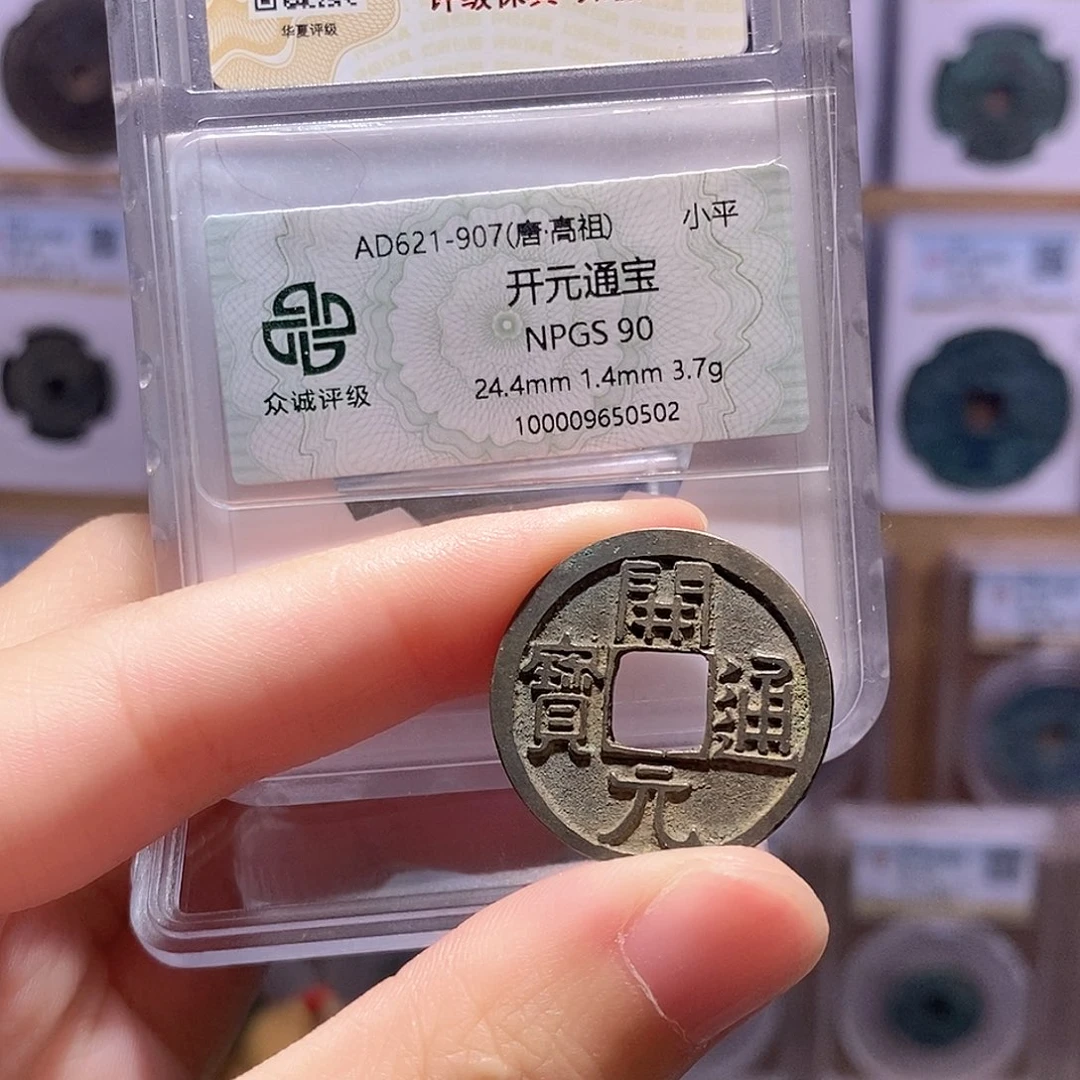 华夏评级
AD621-907(唐·高祖)
小平
开元通宝
NPGS 90
24.4mm 1.4mm 3.7g
100009650502
众诚评级
開
寶 通
元